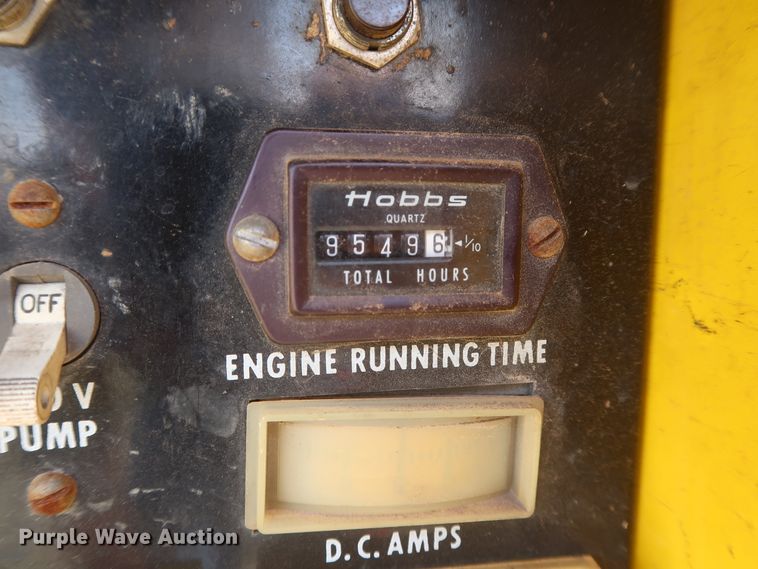 Hobbs
QUARTZ
9549 6 ◄1/10
TOTAL HOURS
OFF
ENGINE RUNNING TIME
V
PUMP
D.C. AMPS
Purple Wave Auction